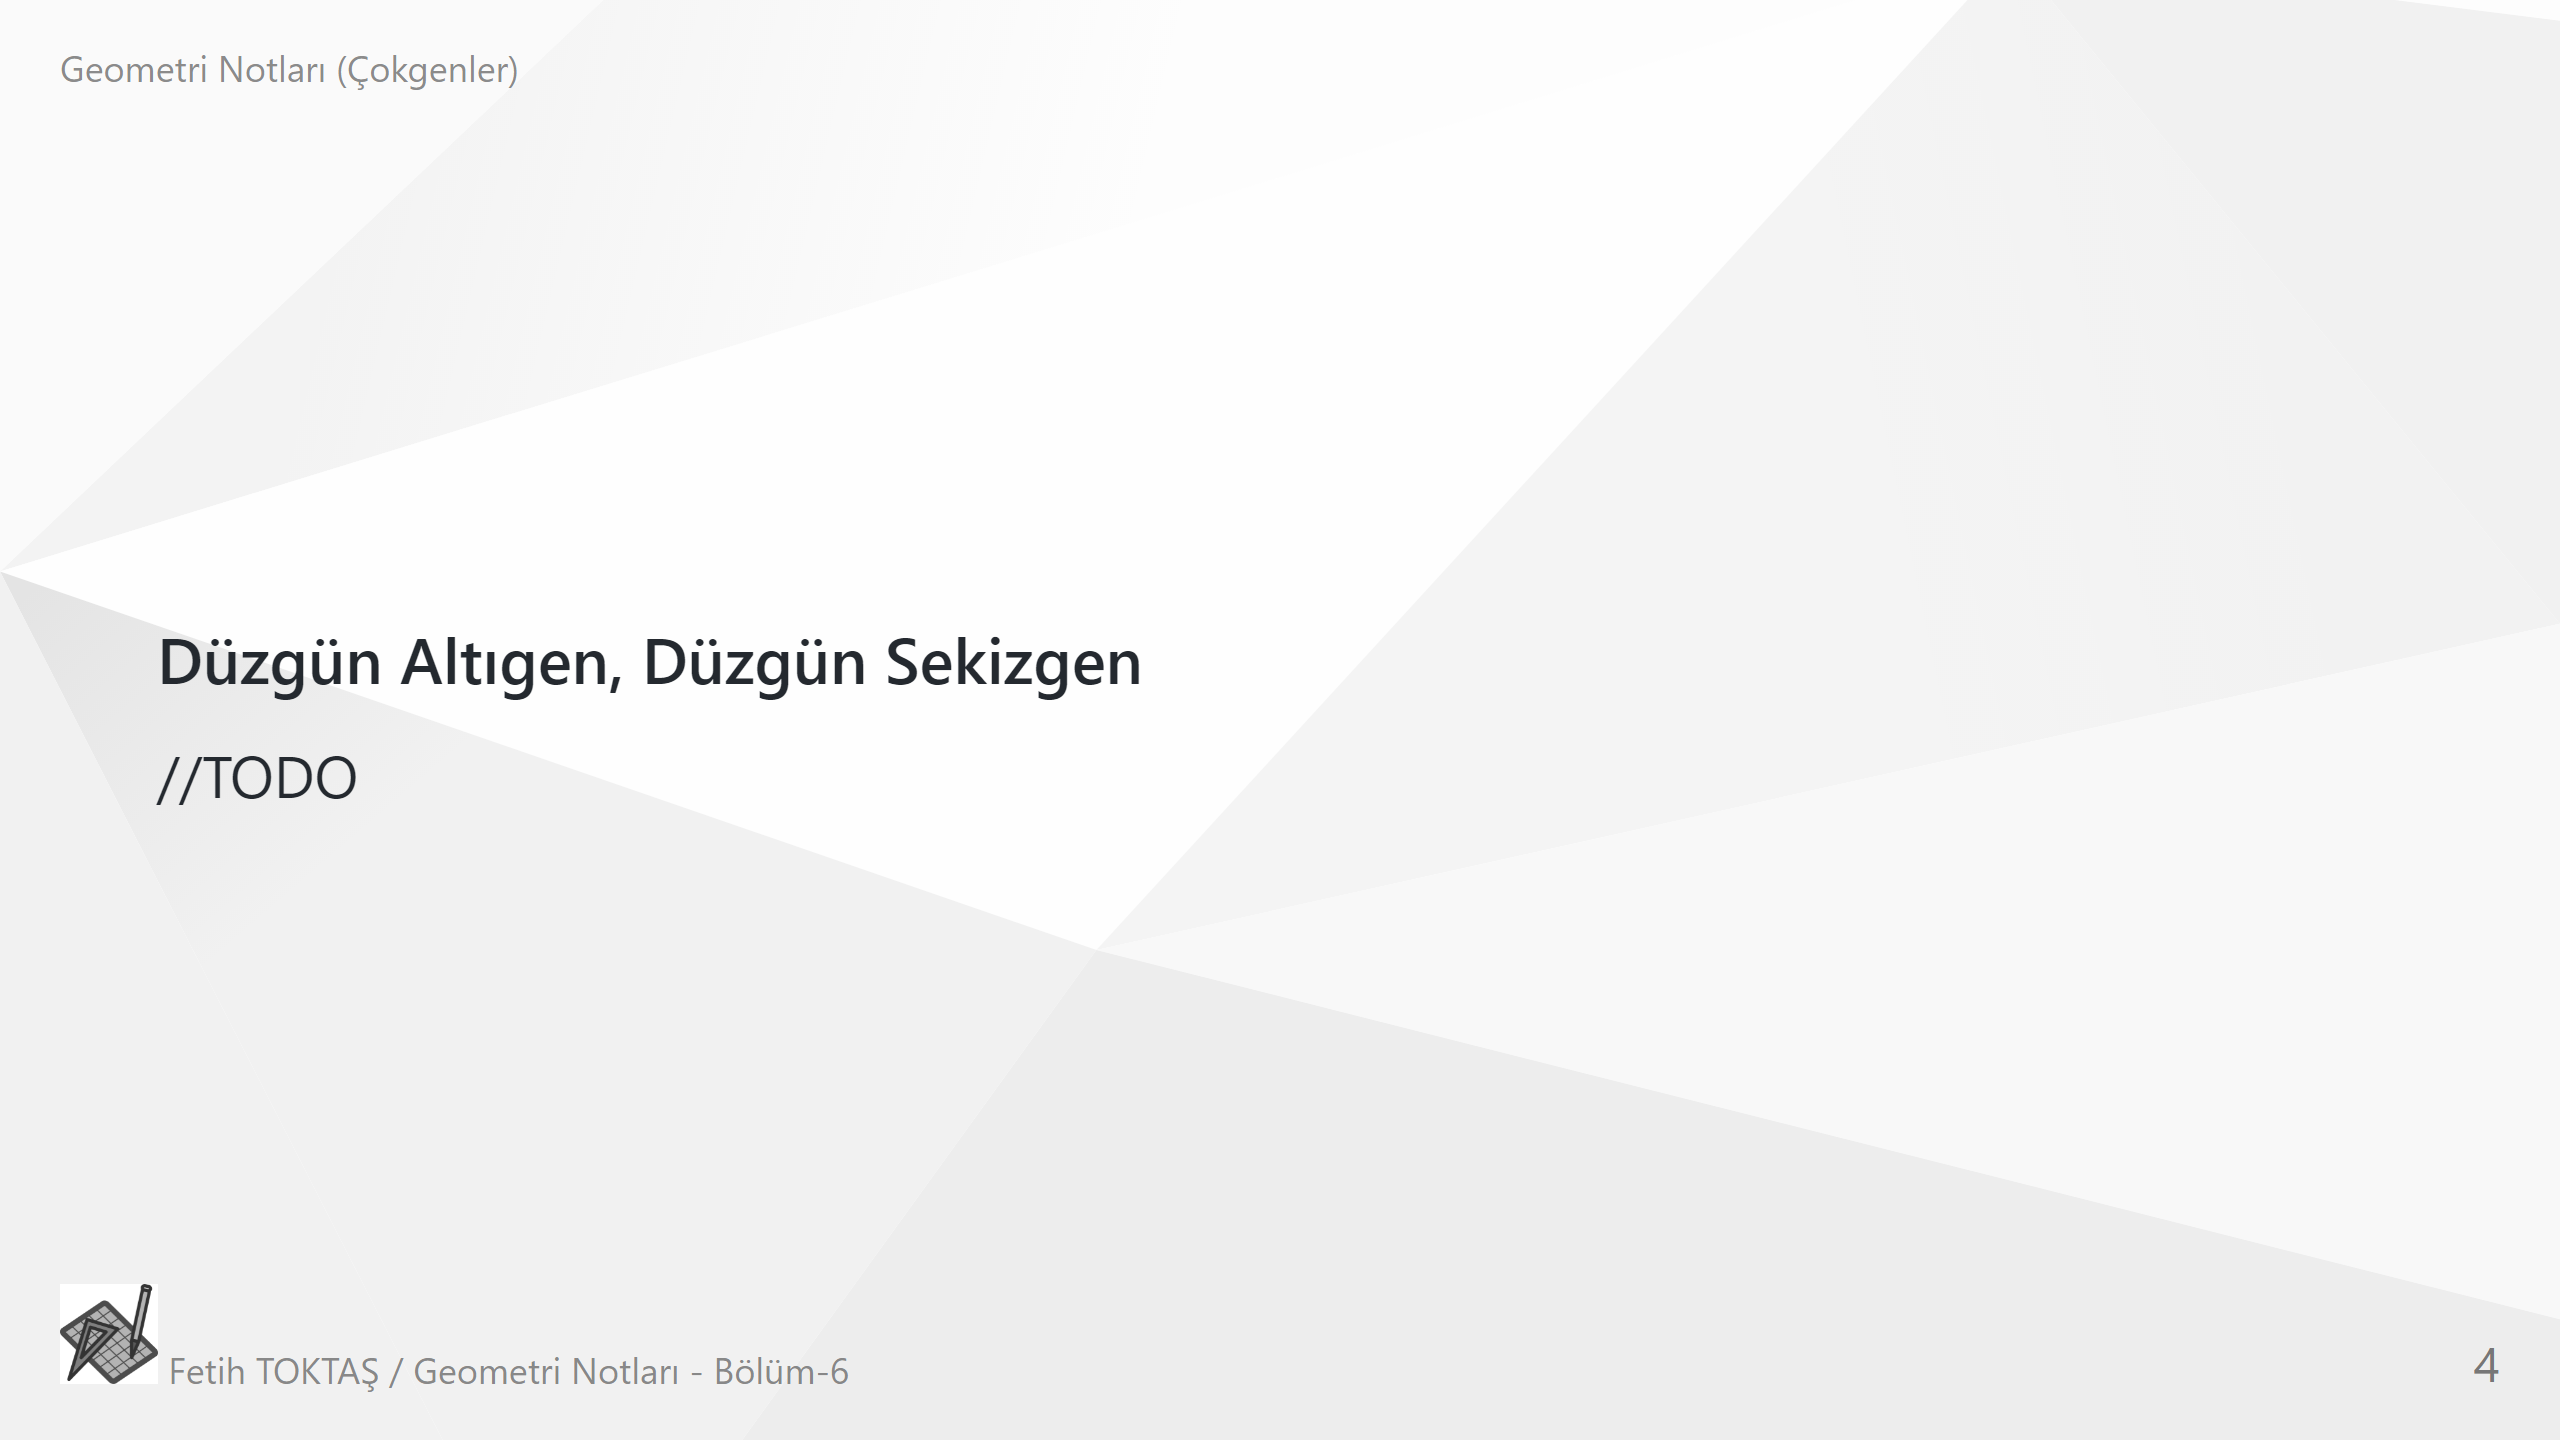 Geometri Notları (Çokgenler)
Düzgün Altıgen, Düzgün Sekizgen
//TODO
Fetih TOKTAŞ / Geometri Notları - Bölüm-6
4